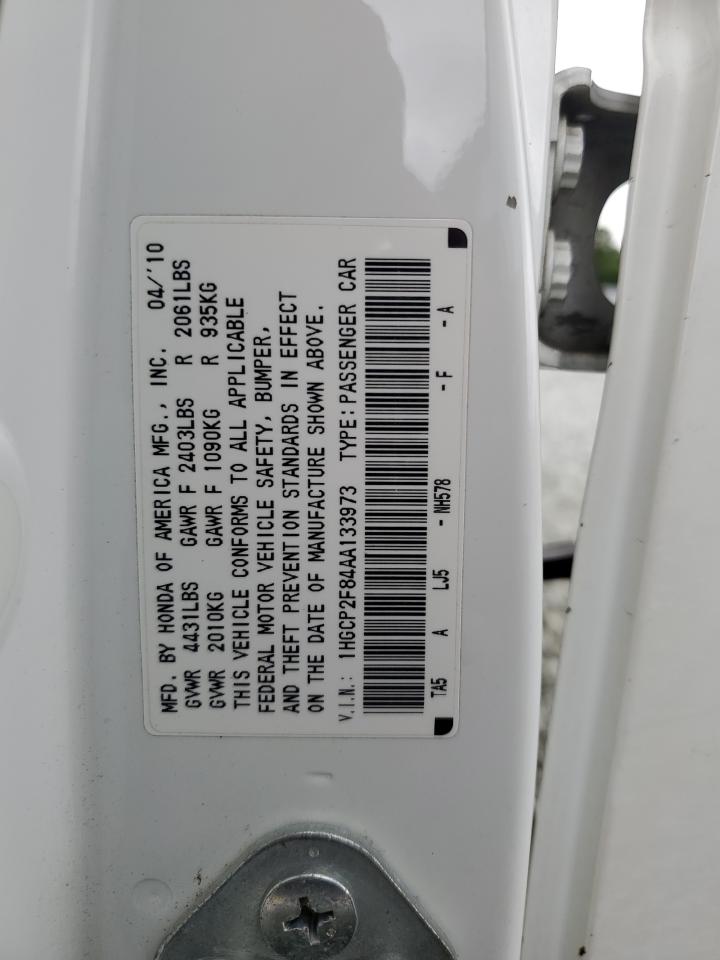 MFD. BY HONDA OF AMERICA MFG., INC. 04/'10
GVWR 4431LBS GAWR F 2403LBS R 2061LBS
GVWR 2010KG GAWR F 1090KG R 935KG
THIS VEHICLE CONFORMS TO ALL APPLICABLE
FEDERAL MOTOR VEHICLE SAFETY, BUMPER,
AND THEFT PREVENTION STANDARDS IN EFFECT
ON THE DATE OF MANUFACTURE SHOWN ABOVE.
V.I.N.: 1HGCP2F84AA133973 TYPE: PASSENGER CAR
TA5 A LJ5 - NH578 - F - A